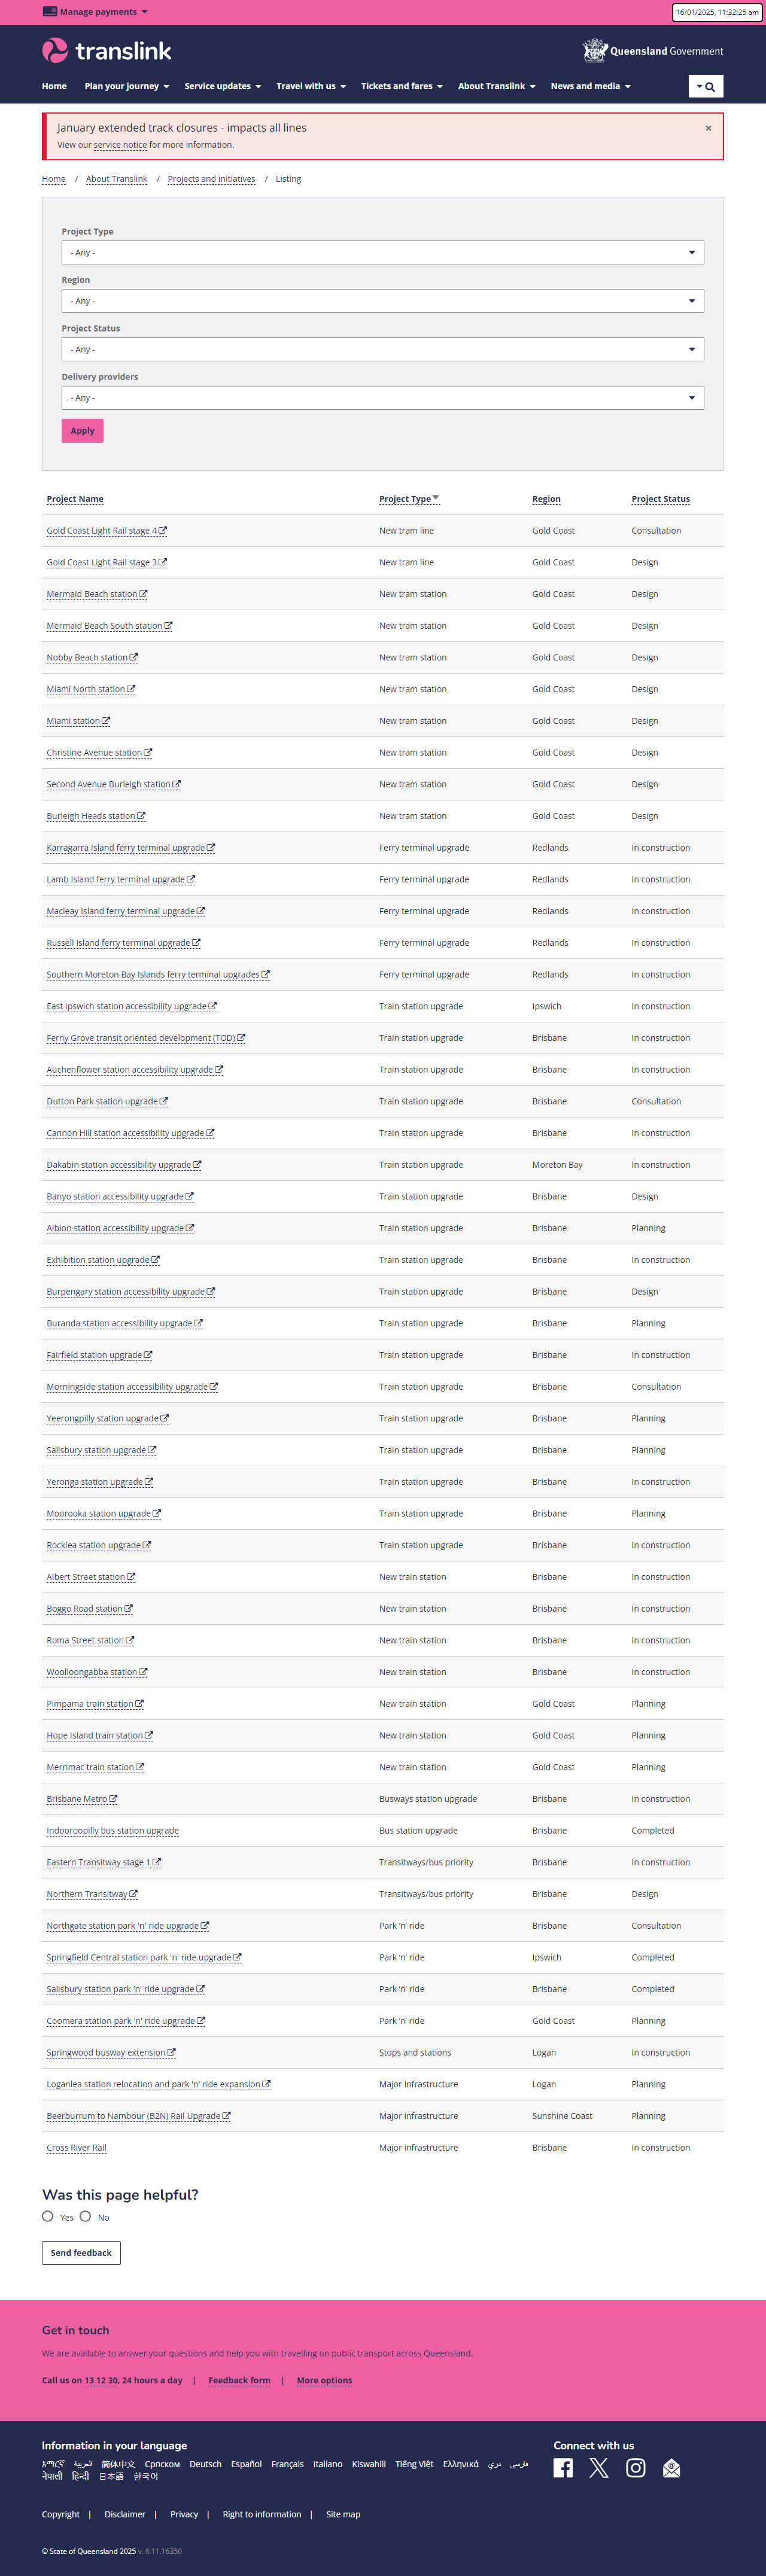 Manage payments
16/01/2025, 11:32:25 am
translink
Queensland Government
Home Plan your journey Service updates Travel with us Tickets and fares About Translink News and media
January extended track closures - impacts all lines ×
View our service notice for more information.
Home / About Translink / Projects and initiatives / Listing
Project Type
- Any -
Region
- Any -
Project Status
- Any -
Delivery providers
- Any -
Apply
Project Name Project Type Region Project Status
Gold Coast Light Rail stage 4 New tram line Gold Coast Consultation
Gold Coast Light Rail stage 3 New tram line Gold Coast Design
Mermaid Beach station New tram station Gold Coast Design
Mermaid Beach South station New tram station Gold Coast Design
Nobby Beach station New tram station Gold Coast Design
Miami North station New tram station Gold Coast Design
Miami station New tram station Gold Coast Design
Christine Avenue station New tram station Gold Coast Design
Second Avenue Burleigh station New tram station Gold Coast Design
Burleigh Heads station New tram station Gold Coast Design
Karragarra Island ferry terminal upgrade Ferry terminal upgrade Redlands In construction
Lamb Island ferry terminal upgrade Ferry terminal upgrade Redlands In construction
Macleay Island ferry terminal upgrade Ferry terminal upgrade Redlands In construction
Russell Island ferry terminal upgrade Ferry terminal upgrade Redlands In construction
Southern Moreton Bay Islands ferry terminal upgrades Ferry terminal upgrade Redlands In construction
East Ipswich station accessibility upgrade Train station upgrade Ipswich In construction
Ferny Grove transit oriented development (TOD) Train station upgrade Brisbane In construction
Auchenflower station accessibility upgrade Train station upgrade Brisbane In construction
Dutton Park station upgrade Train station upgrade Brisbane Consultation
Cannon Hill station accessibility upgrade Train station upgrade Brisbane In construction
Dakabin station accessibility upgrade Train station upgrade Moreton Bay In construction
Banyo station accessibility upgrade Train station upgrade Brisbane Design
Albion station accessibility upgrade Train station upgrade Brisbane Planning
Exhibition station upgrade Train station upgrade Brisbane In construction
Burpengary station accessibility upgrade Train station upgrade Brisbane Design
Buranda station accessibility upgrade Train station upgrade Brisbane Planning
Fairfield station upgrade Train station upgrade Brisbane In construction
Morningside station accessibility upgrade Train station upgrade Brisbane Consultation
Yeerongpilly station upgrade Train station upgrade Brisbane Planning
Salisbury station upgrade Train station upgrade Brisbane Planning
Yeronga station upgrade Train station upgrade Brisbane In construction
Moorooka station upgrade Train station upgrade Brisbane Planning
Rocklea station upgrade Train station upgrade Brisbane In construction
Albert Street station New train station Brisbane In construction
Boggo Road station New train station Brisbane In construction
Roma Street station New train station Brisbane In construction
Woolloongabba station New train station Brisbane In construction
Pimpama train station New train station Gold Coast Planning
Hope Island train station New train station Gold Coast Planning
Merrimac train station New train station Gold Coast Planning
Brisbane Metro Busways station upgrade Brisbane In construction
Indooroopilly bus station upgrade Bus station upgrade Brisbane Completed
Eastern Transitway stage 1 Transitways/bus priority Brisbane In construction
Northern Transitway Transitways/bus priority Brisbane Design
Northgate station park 'n' ride upgrade Park 'n' ride Brisbane Consultation
Springfield Central station park 'n' ride upgrade Park 'n' ride Ipswich Completed
Salisbury station park 'n' ride upgrade Park 'n' ride Brisbane Completed
Coomera station park 'n' ride upgrade Park 'n' ride Gold Coast Planning
Springwood busway extension Stops and stations Logan In construction
Loganlea station relocation and park 'n' ride expansion Major infrastructure Logan Planning
Beerburrum to Nambour (B2N) Rail Upgrade Major infrastructure Sunshine Coast Planning
Cross River Rail Major infrastructure Brisbane In construction
Was this page helpful?
Yes No
Send feedback
Get in touch
We are available to answer your questions and help you with travelling on public transport across Queensland.
Call us on 13 12 30, 24 hours a day | Feedback form | More options
Information in your language Connect with us
አማርኛ العربية 简体中文 Српском Deutsch Español Français Italiano Kiswahili Tiếng Việt Ελληνικά دری فارسی
नेपाली हिन्दी 日本語 한국어
Copyright | Disclaimer | Privacy | Right to information | Site map
© State of Queensland 2025 v. 6.11.16350